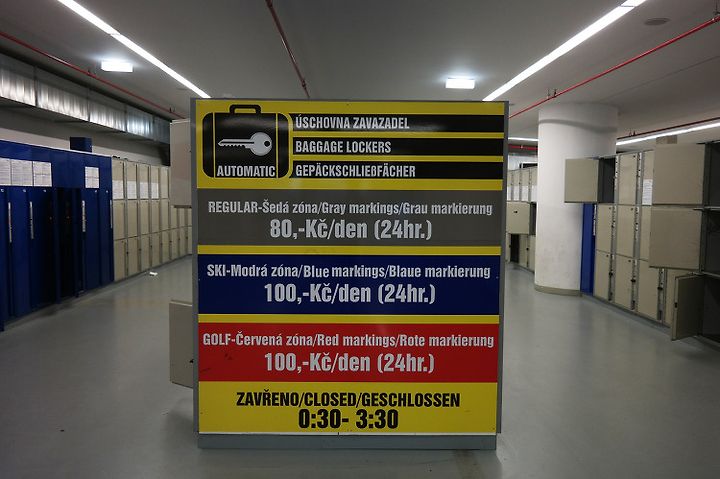 AUTOMATIC
ÚSCHOVNA ZAVAZADEL
BAGGAGE LOCKERS
GEPÄCKSCHLIEßFÄCHER
REGULAR-Šedá zóna/Gray markings/Grau markierung
80,-Kč/den (24hr.)
SKI-Modrá zóna/Blue markings/Blaue markierung
100,-Kč/den (24hr.)
GOLF-Červená zóna/Red markings/Rote markierung
100,-Kč/den (24hr.)
ZAVŘENO/CLOSED/GESCHLOSSEN
0:30- 3:30